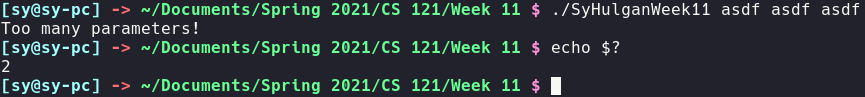 [sy@sy-pc] -> ~/Documents/Spring 2021/CS 121/Week 11 $ ./SyHulganWeek11 asdf asdf asdf
Too many parameters!
[sy@sy-pc] -> ~/Documents/Spring 2021/CS 121/Week 11 $ echo $?
2
[sy@sy-pc] -> ~/Documents/Spring 2021/CS 121/Week 11 $